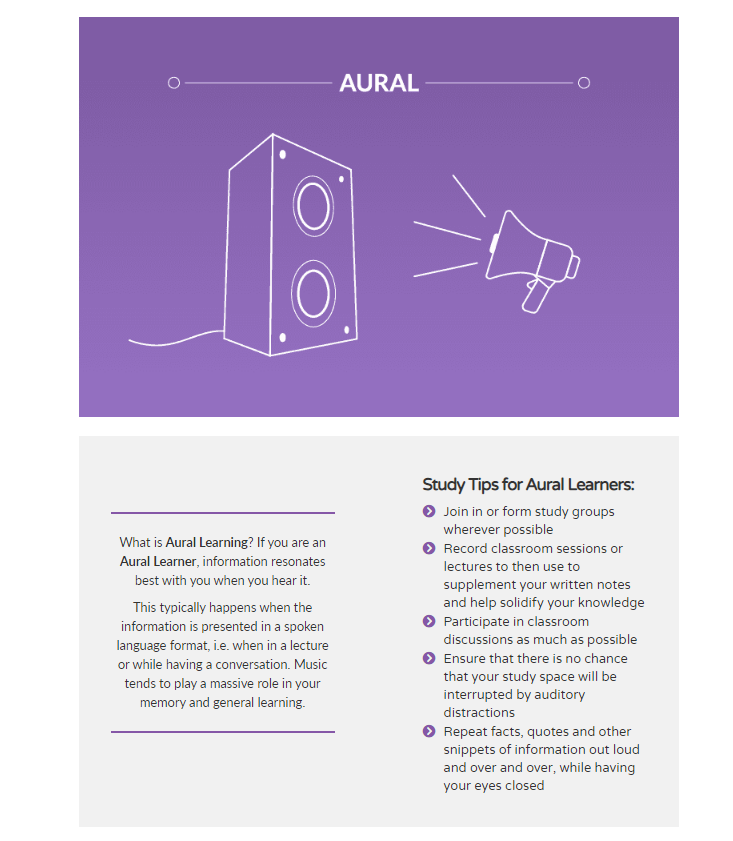 AURAL
What is Aural Learning? If you are an
Aural Learner, information resonates
best with you when you hear it.
This typically happens when the
information is presented in a spoken
language format, i.e. when in a lecture
or while having a conversation. Music
tends to play a massive role in your
memory and general learning.
Study Tips for Aural Learners:
Join in or form study groups
wherever possible
Record classroom sessions or
lectures to then use to
supplement your written notes
and help solidify your knowledge
Participate in classroom
discussions as much as possible
Ensure that there is no chance
that your study space will be
interrupted by auditory
distractions
Repeat facts, quotes and other
snippets of information out loud
and over and over, while having
your eyes closed